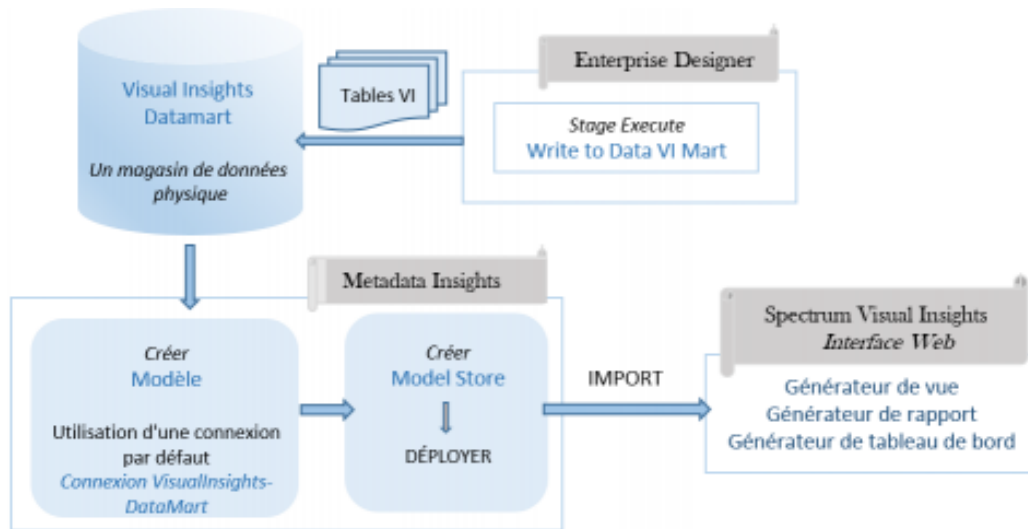 Enterprise Designer
Visual Insights
Datamart
Un magasin de données
physique
Tables VI
Stage Execute
Write to Data VI Mart
Metadata Insights
Créer
Modèle
Utilisation d'une connexion
par défaut
Connexion VisualInsights-
DataMart
Créer
Model Store
DÉPLOYER
IMPORT
Spectrum Visual Insights
Interface Web
Générateur de vue
Générateur de rapport
Générateur de tableau de bord